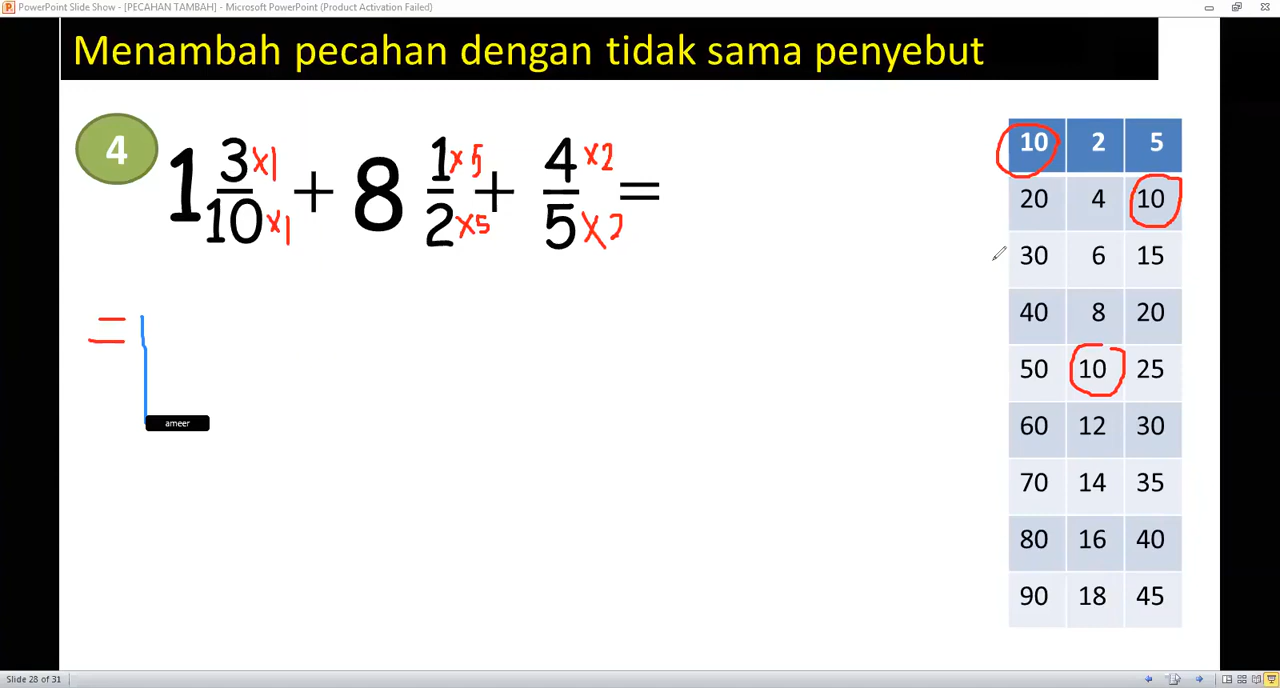 PowerPoint Slide Show - [PECAHAN TAMBAH] - Microsoft PowerPoint (Product Activation Failed)
Menambah pecahan dengan tidak sama penyebut
4
1 3/10 + 8 1/2 + 4/5 =
×1 ×5 ×2
×1 ×5 ×2
=
ameer
10 2 5
20 4 10
30 6 15
40 8 20
50 10 25
60 12 30
70 14 35
80 16 40
90 18 45
Slide 28 of 31